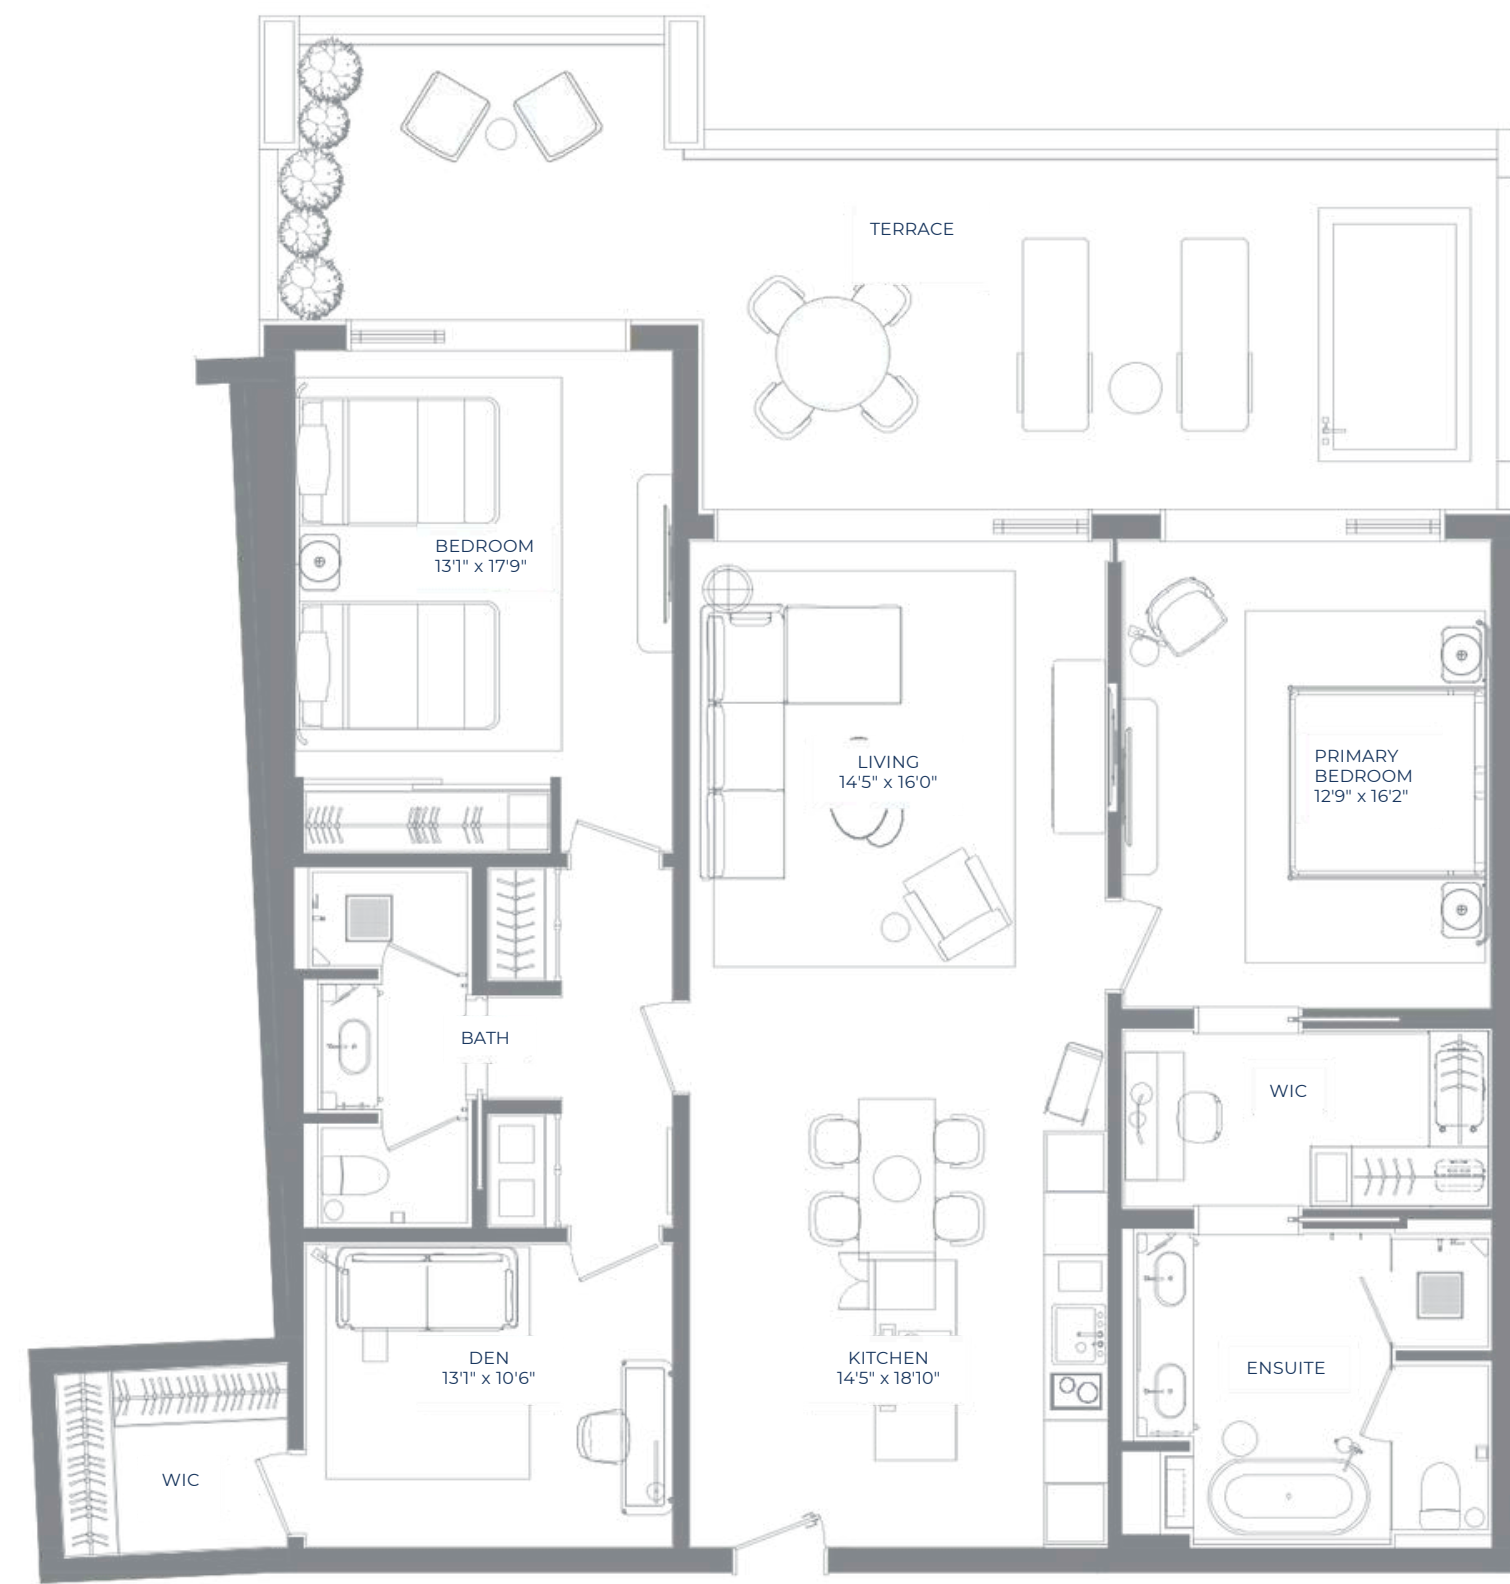 TERRACE
BEDROOM
13'1" x 17'9"
LIVING
14'5" x 16'0"
PRIMARY
BEDROOM
12'9" x 16'2"
BATH
WIC
DEN
13'1" x 10'6"
KITCHEN
14'5" x 18'10"
ENSUITE
WIC